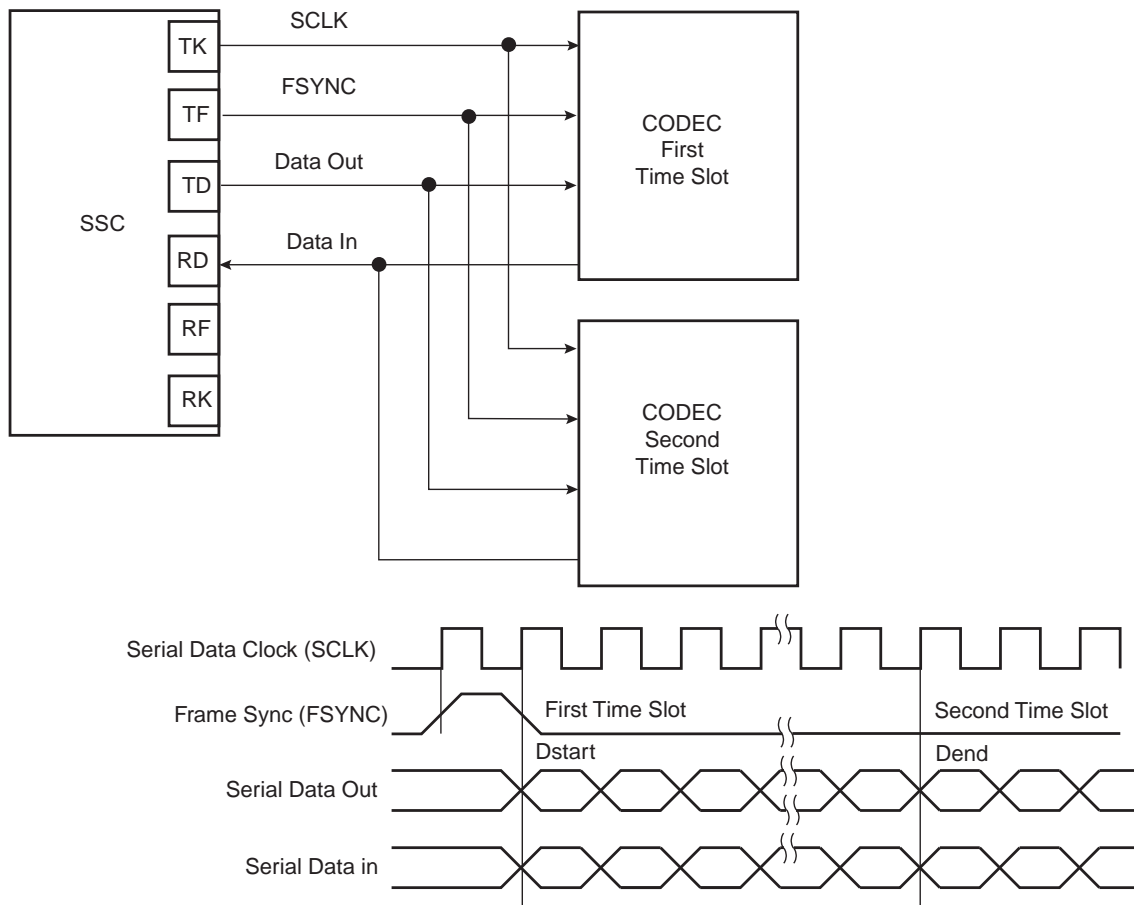 SCLK
TK
FSYNC
TF
CODEC
First
Time Slot
Data Out
TD
SSC
Data In
RD
RF
RK
CODEC
Second
Time Slot
Serial Data Clock (SCLK)
Frame Sync (FSYNC)
First Time Slot
Second Time Slot
Dstart
Dend
Serial Data Out
Serial Data in